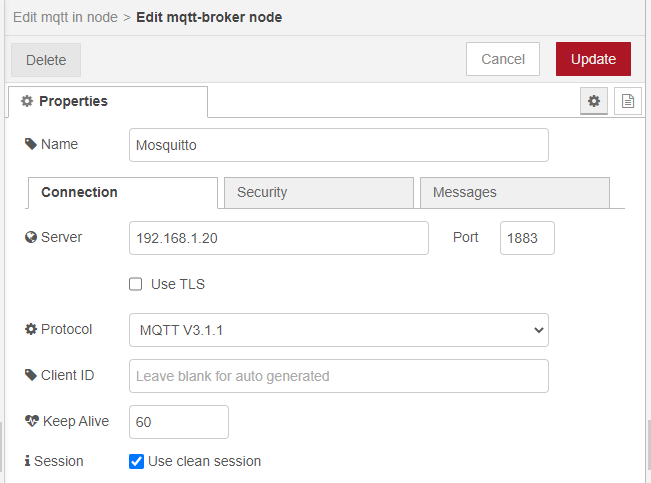 Edit mqtt in node > Edit mqtt-broker node
Delete
Cancel
Update
Properties
Name
Mosquitto
Connection
Security
Messages
Server
192.168.1.20
Port
1883
Use TLS
Protocol
MQTT V3.1.1
Client ID
Leave blank for auto generated
Keep Alive
60
Session
Use clean session